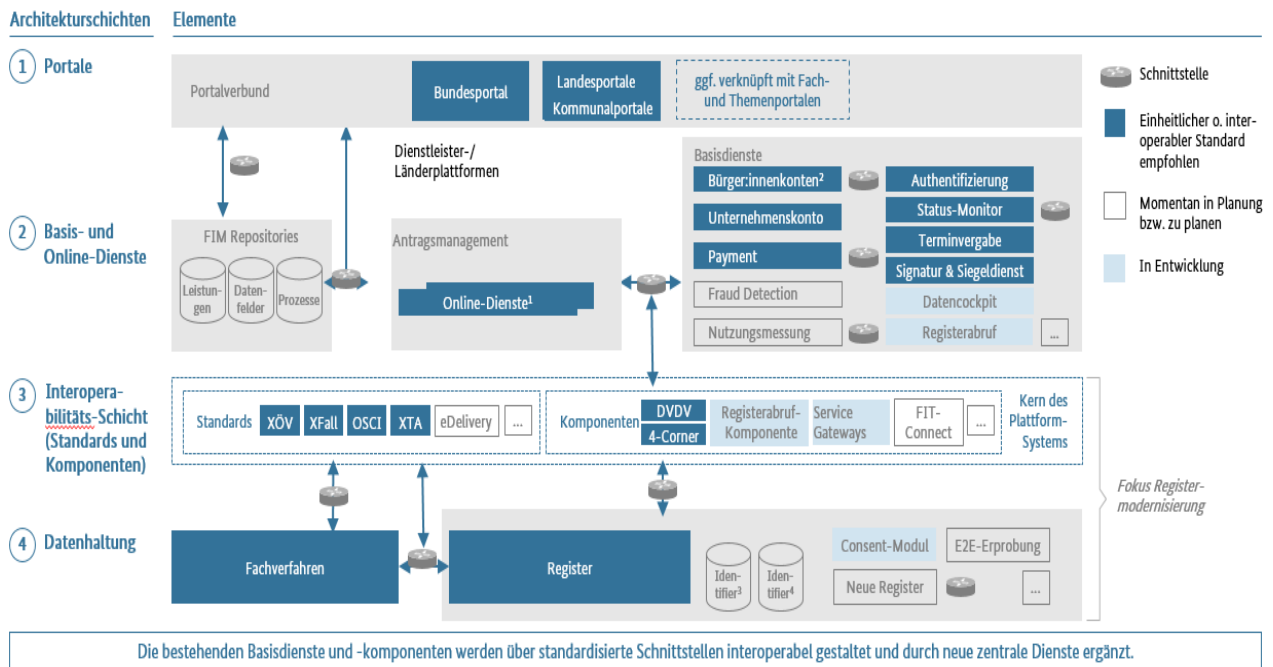 Architekturschichten
Elemente
1
Portale
Portalverbund
Bundesportal
Landesportale
Kommunalportale
ggf. verknüpft mit Fach-
und Themenportalen
Schnittstelle
Einheitlicher o. inter-
operabler Standard
empfohlen
Momentan in Planung
bzw. zu planen
In Entwicklung
Dienstleister-/
Länderplattformen
2
Basis- und
Online-Dienste
FIM Repositories
Leistun-
gen
Daten-
felder
Prozesse
Antragsmanagement
Online-Dienste¹
Basisdienste
Bürger:innenkonten²
Authentifizierung
Unternehmenskonto
Status-Monitor
Terminvergabe
Payment
Signatur & Siegeldienst
Fraud Detection
Datencockpit
Nutzungsmessung
Registerabruf
...
3
Interopera-
bilitäts-Schicht
(Standards und
Komponenten)
Standards
XÖV
XFall
OSCI
XTA
eDelivery
...
Komponenten
DVDV
4-Corner
Registerabruf-
Komponente
Service
Gateways
FIT-
Connect
...
Kern des
Plattform-
Systems
Fokus Register-
modernisierung
4
Datenhaltung
Fachverfahren
Register
Iden-
tifier³
Iden-
tifier⁴
Consent-Modul
E2E-Erprobung
Neue Register
...
Die bestehenden Basisdienste und -komponenten werden über standardisierte Schnittstellen interoperabel gestaltet und durch neue zentrale Dienste ergänzt.